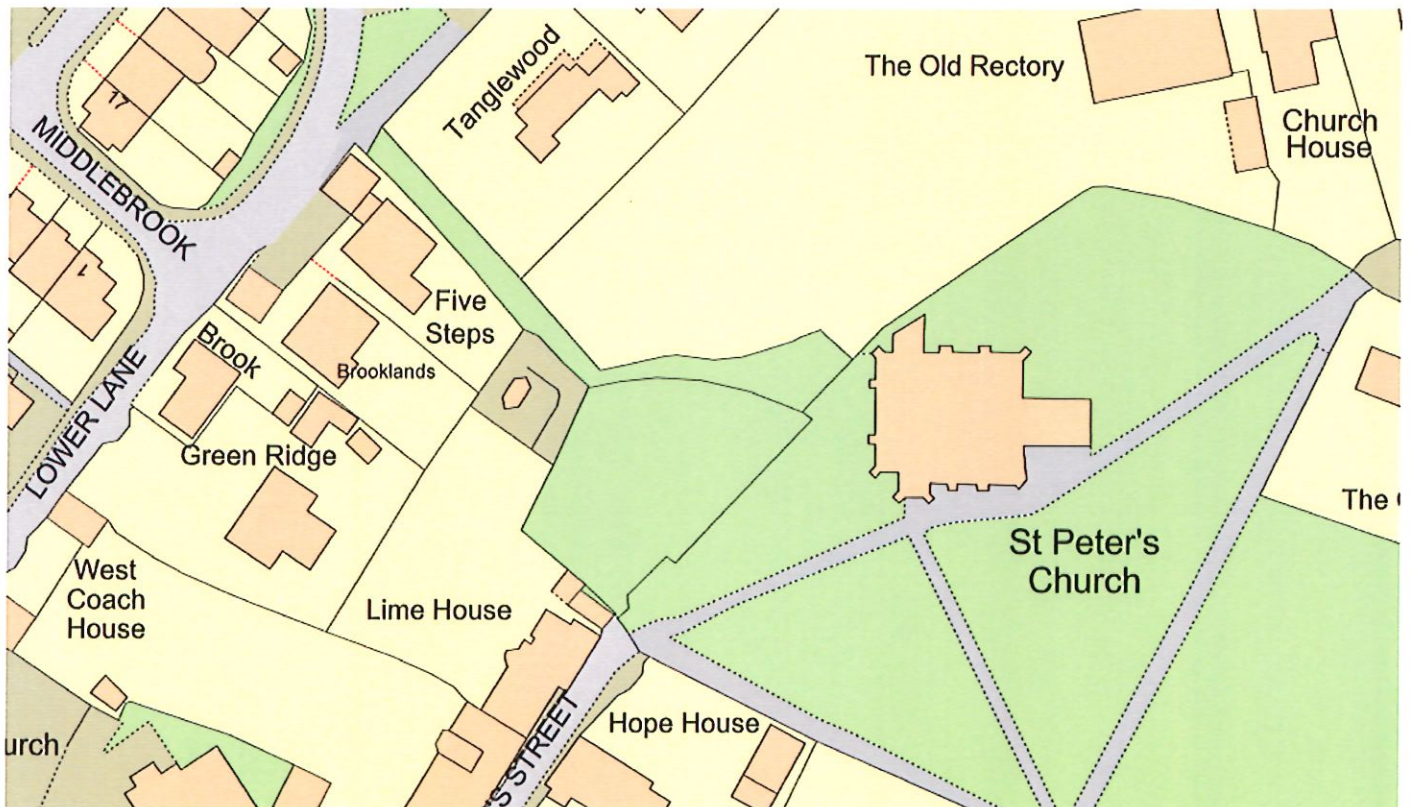 Tanglewood
The Old Rectory
Church
House
17
MIDDLEBROOK
1
Five
Steps
Brook
Brooklands
LOWER LANE
Green Ridge
The
St Peter's
Church
West
Coach
House
Lime House
Hope House
urch
'S STREET